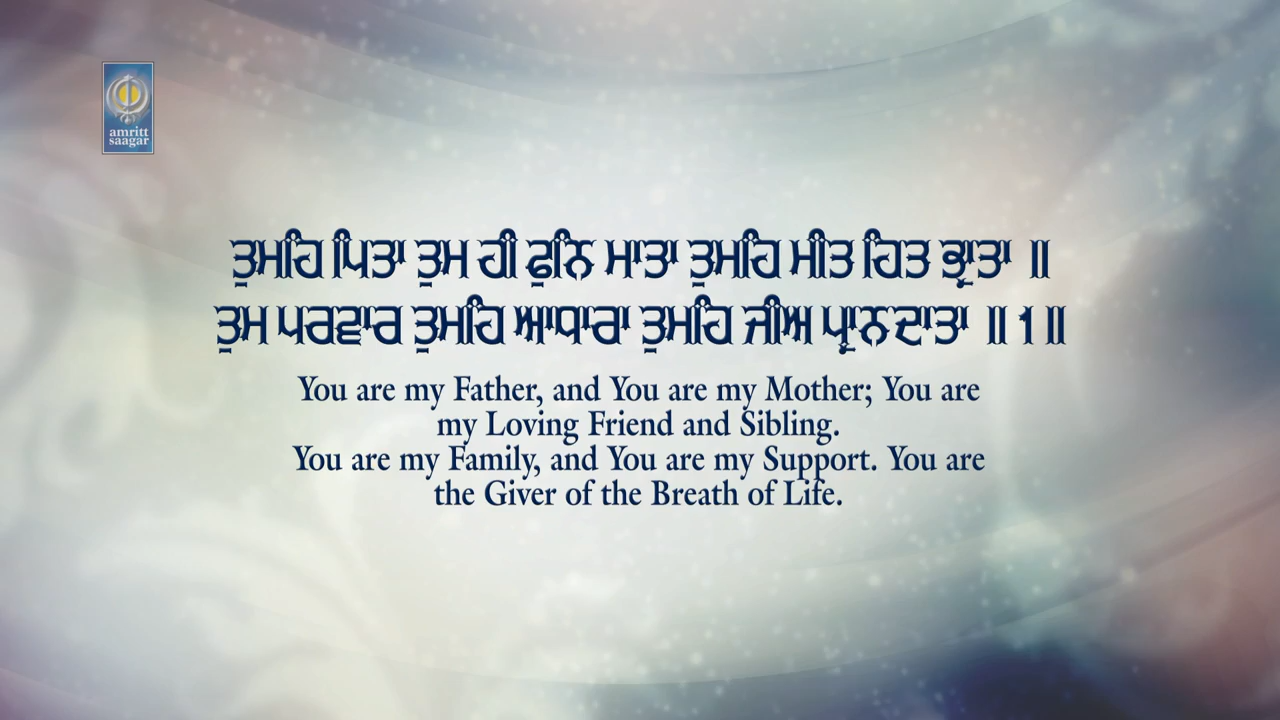 amritt
saagar
ਤੁਮਹਿ ਪਿਤਾ ਤੁਮ ਹੀ ਫੁਨਿ ਮਾਤਾ ਤੁਮਹਿ ਮੀਤ ਹਿਤ ਭ੍ਰਾਤਾ ॥
ਤੁਮ ਪਰਵਾਰ ਤੁਮਹਿ ਆਧਾਰਾ ਤੁਮਹਿ ਜੀਅ ਪ੍ਰਾਨਦਾਤਾ ॥ 1 ॥
You are my Father, and You are my Mother; You are
my Loving Friend and Sibling.
You are my Family, and You are my Support. You are
the Giver of the Breath of Life.